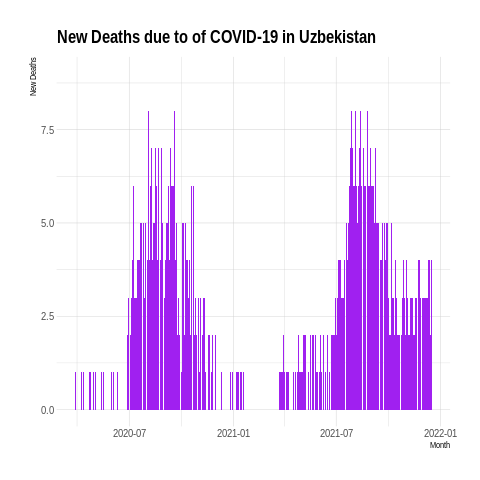 New Deaths due to of COVID-19 in Uzbekistan
New Deaths
7.5
5.0
2.5
0.0
2020-07 2021-01 2021-07 2022-01
Month